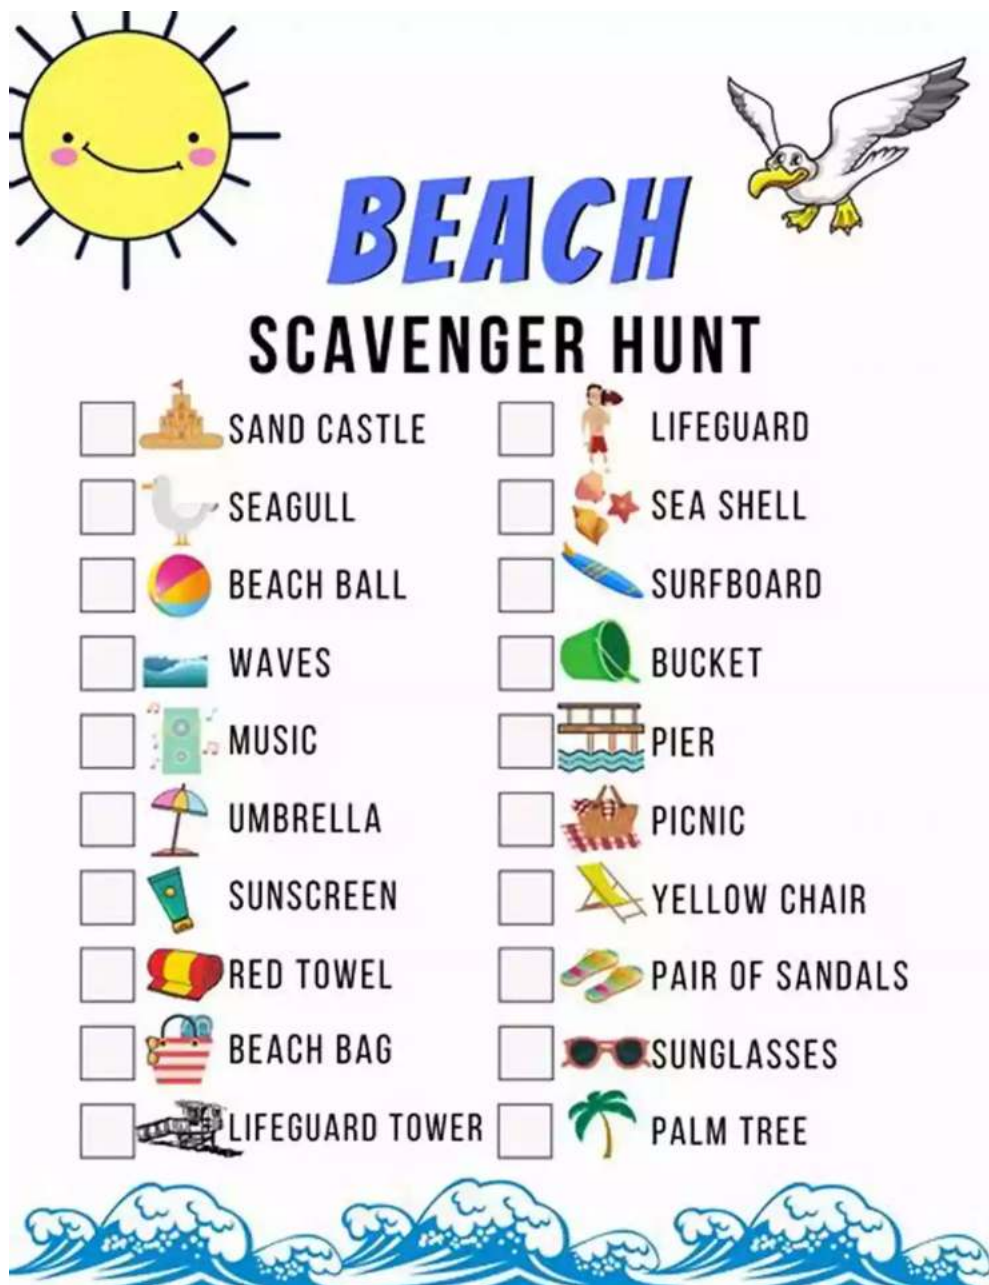 BEACH
SCAVENGER HUNT
SAND CASTLE
SEAGULL
BEACH BALL
WAVES
MUSIC
UMBRELLA
SUNSCREEN
RED TOWEL
BEACH BAG
LIFEGUARD TOWER
LIFEGUARD
SEA SHELL
SURFBOARD
BUCKET
PIER
PICNIC
YELLOW CHAIR
PAIR OF SANDALS
SUNGLASSES
PALM TREE